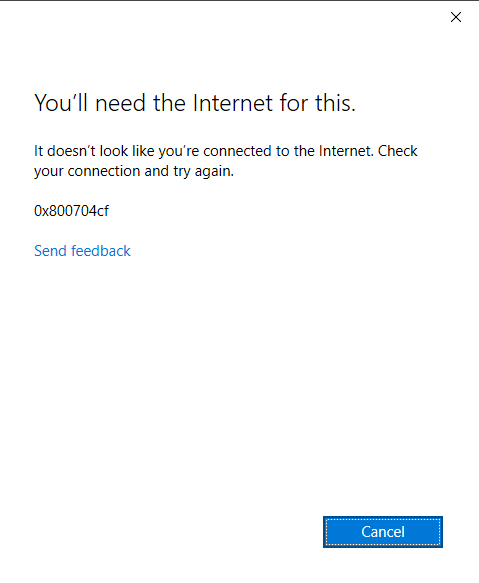 You’ll need the Internet for this.
It doesn’t look like you’re connected to the Internet. Check
your connection and try again.
0x800704cf
Send feedback
Cancel